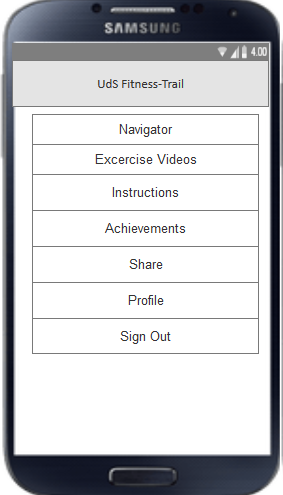 SAMSUNG
4.00
UdS Fitness-Trail
Navigator
Excercise Videos
Instructions
Achievements
Share
Profile
Sign Out